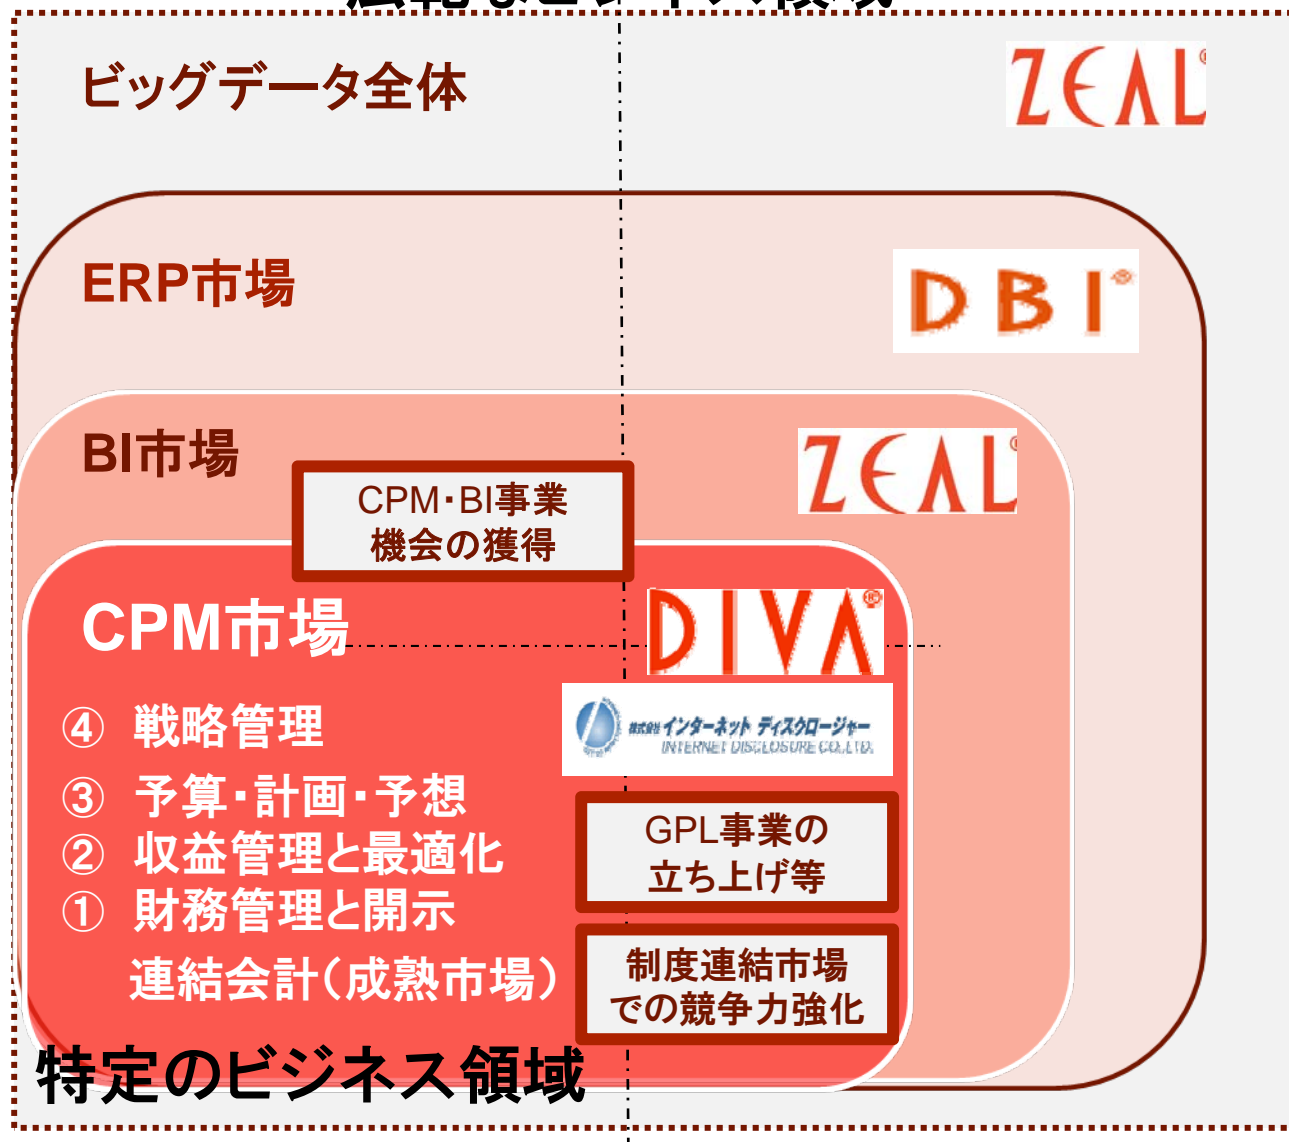 ビッグデータ全体
ZEAL
ERP市場
DBI®
BI市場
ZEAL
CPM・BI事業
機会の獲得
CPM市場
DIVA®
④ 戦略管理
株式会社 インターネット ディスクロージャー
INTERNET DISCLOSURE CO.,LTD.
③ 予算・計画・予想
② 収益管理と最適化
① 財務管理と開示
GPL事業の
立ち上げ等
連結会計（成熟市場）
制度連結市場
での競争力強化
特定のビジネス領域